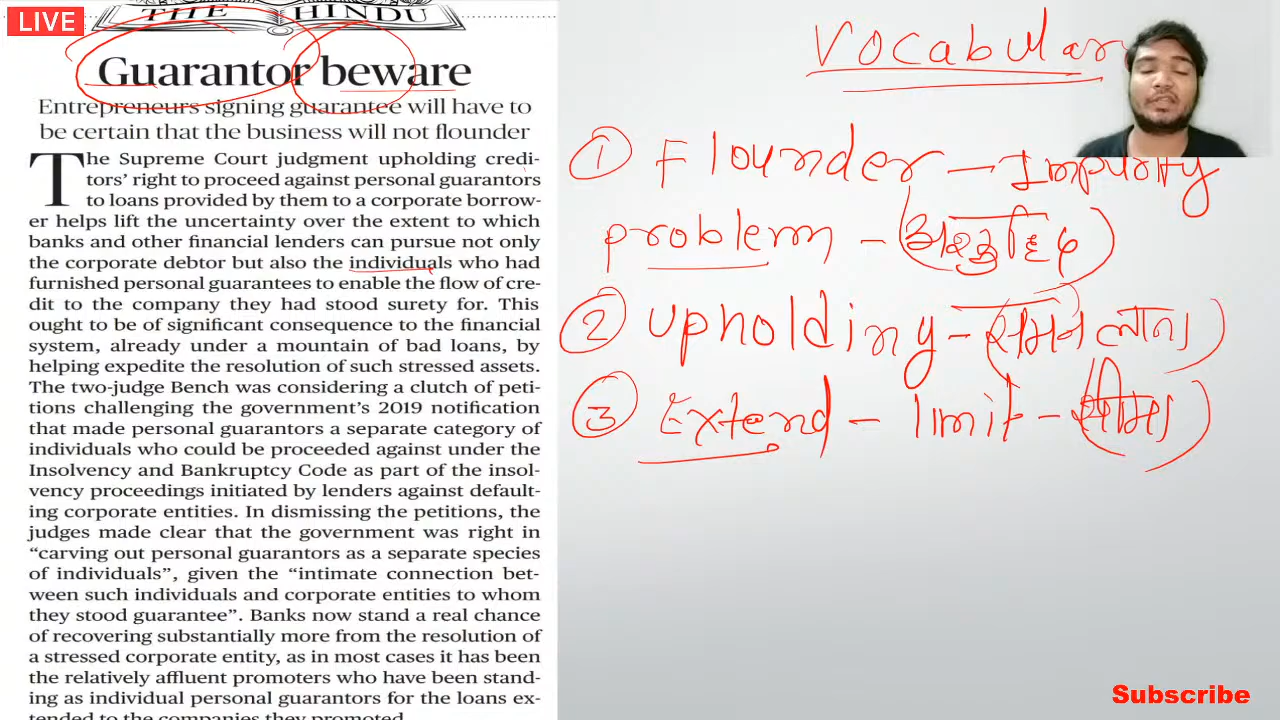 LIVE
THE HINDU
Guarantor beware
Entrepreneurs signing guarantee will have to
be certain that the business will not flounder
The Supreme Court judgment upholding credi-
tors' right to proceed against personal guarantors
to loans provided by them to a corporate borrow-
er helps lift the uncertainty over the extent to which
banks and other financial lenders can pursue not only
the corporate debtor but also the individuals who had
furnished personal guarantees to enable the flow of cre-
dit to the company they had stood surety for. This
ought to be of significant consequence to the financial
system, already under a mountain of bad loans, by
helping expedite the resolution of such stressed assets.
The two-judge Bench was considering a clutch of peti-
tions challenging the government's 2019 notification
that made personal guarantors a separate category of
individuals who could be proceeded against under the
Insolvency and Bankruptcy Code as part of the insol-
vency proceedings initiated by lenders against default-
ing corporate entities. In dismissing the petitions, the
judges made clear that the government was right in
“carving out personal guarantors as a separate species
of individuals”, given the “intimate connection bet-
ween such individuals and corporate entities to whom
they stood guarantee”. Banks now stand a real chance
of recovering substantially more from the resolution of
a stressed corporate entity, as in most cases it has been
the relatively affluent promoters who have been stand-
ing as individual personal guarantors for the loans ex-
tended to the companies they promoted
Vocabular
① Flounder - Impurity
problem -
② Upholding -
③ Extend - limit - सीमा
Subscribe